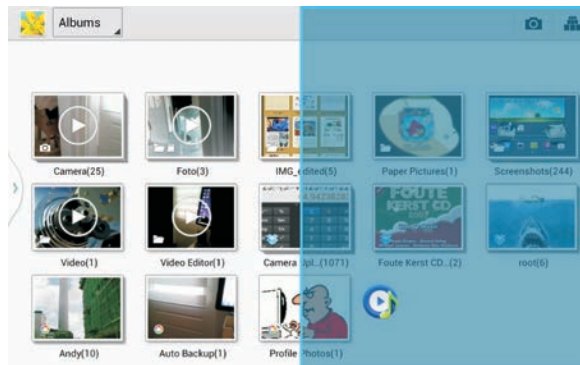 Albums
Camera(25)
Foto(3)
IMG_edited(5)
Paper Pictures(1)
Screenshots(244)
FOUTE
KERST CD
2007
Video(1)
Video Editor(1)
Camera Upl..(1071)
Foute Kerst CD..(2)
root(6)
Andy(10)
Auto Backup(1)
Profile Photos(1)